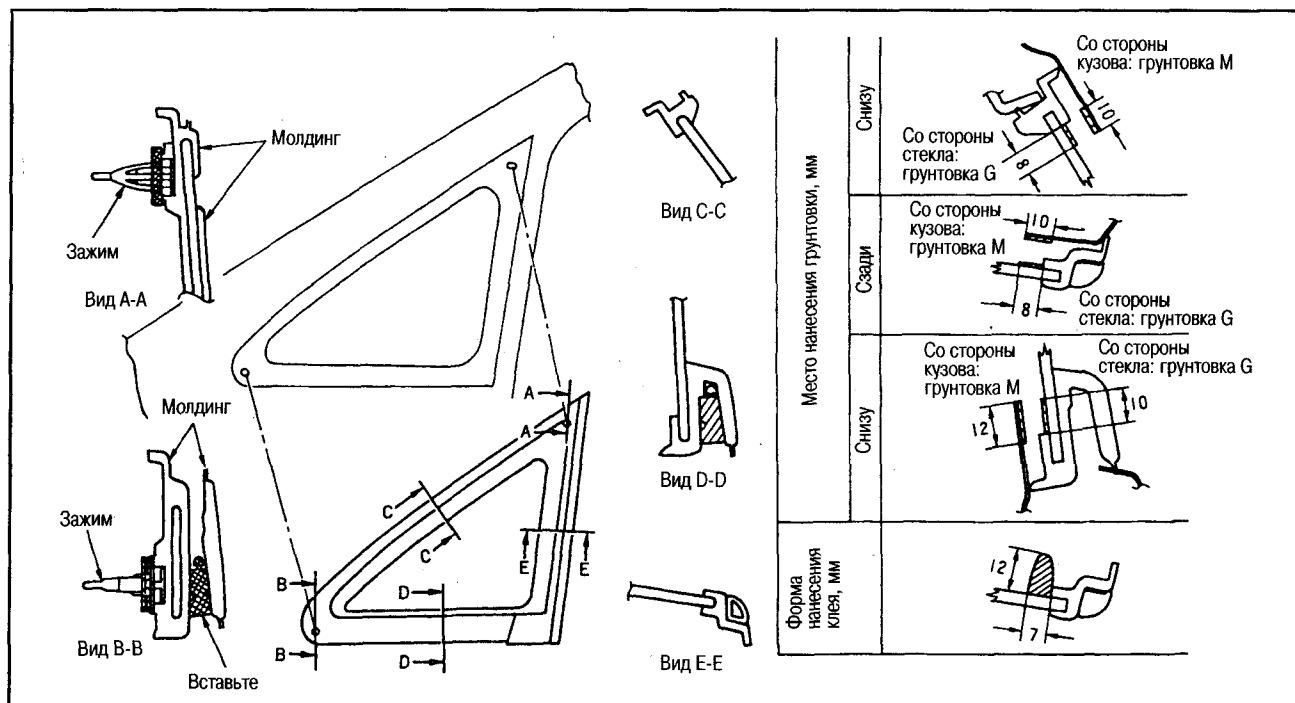 Молдинг
Зажим
Вид A-A
Молдинг
Зажим
Вид B-B
Вставьте
A
A
C
C
B
B
D
D
E
E
Вид C-C
Вид D-D
Вид E-E
Место нанесения грунтовки, мм
Снизу
Со стороны
кузова: грунтовка M
10
Со стороны
стекла:
грунтовка G
8
Сзади
Со стороны
кузова:
грунтовка M
10
8
Со стороны
стекла: грунтовка G
Снизу
Со стороны
кузова:
грунтовка M
Со стороны
стекла: грунтовка G
12
10
Форма
нанесения
клея, мм
12
7